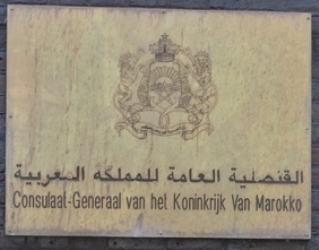 القنصلية العامة للمملكة المغربية
Consulaat-Generaal van het Koninkrijk Van Marokko